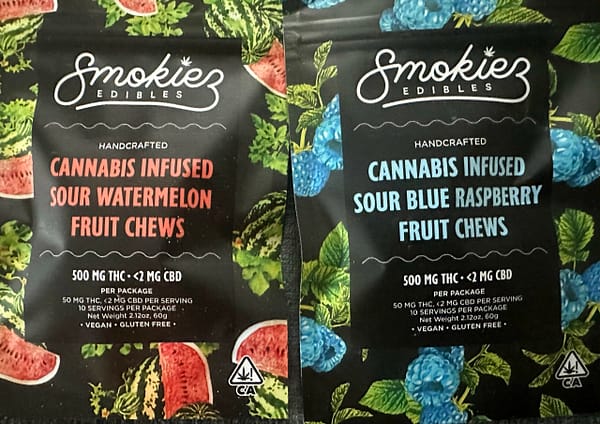 Smokiez
EDIBLES
HANDCRAFTED
CANNABIS INFUSED
SOUR WATERMELON
FRUIT CHEWS
500 MG THC • <2 MG CBD
PER PACKAGE
50 MG THC, <2 MG CBD PER SERVING
10 SERVINGS PER PACKAGE
Net Weight 2.12oz, 60g
• VEGAN • GLUTEN FREE •
CA
Smokiez
EDIBLES
HANDCRAFTED
CANNABIS INFUSED
SOUR BLUE RASPBERRY
FRUIT CHEWS
500 MG THC • <2 MG CBD
PER PACKAGE
50 MG THC, <2 MG CBD PER SERVING
10 SERVINGS PER PACKAGE
Net Weight 2.12oz, 60g
• VEGAN • GLUTEN FREE •
CA